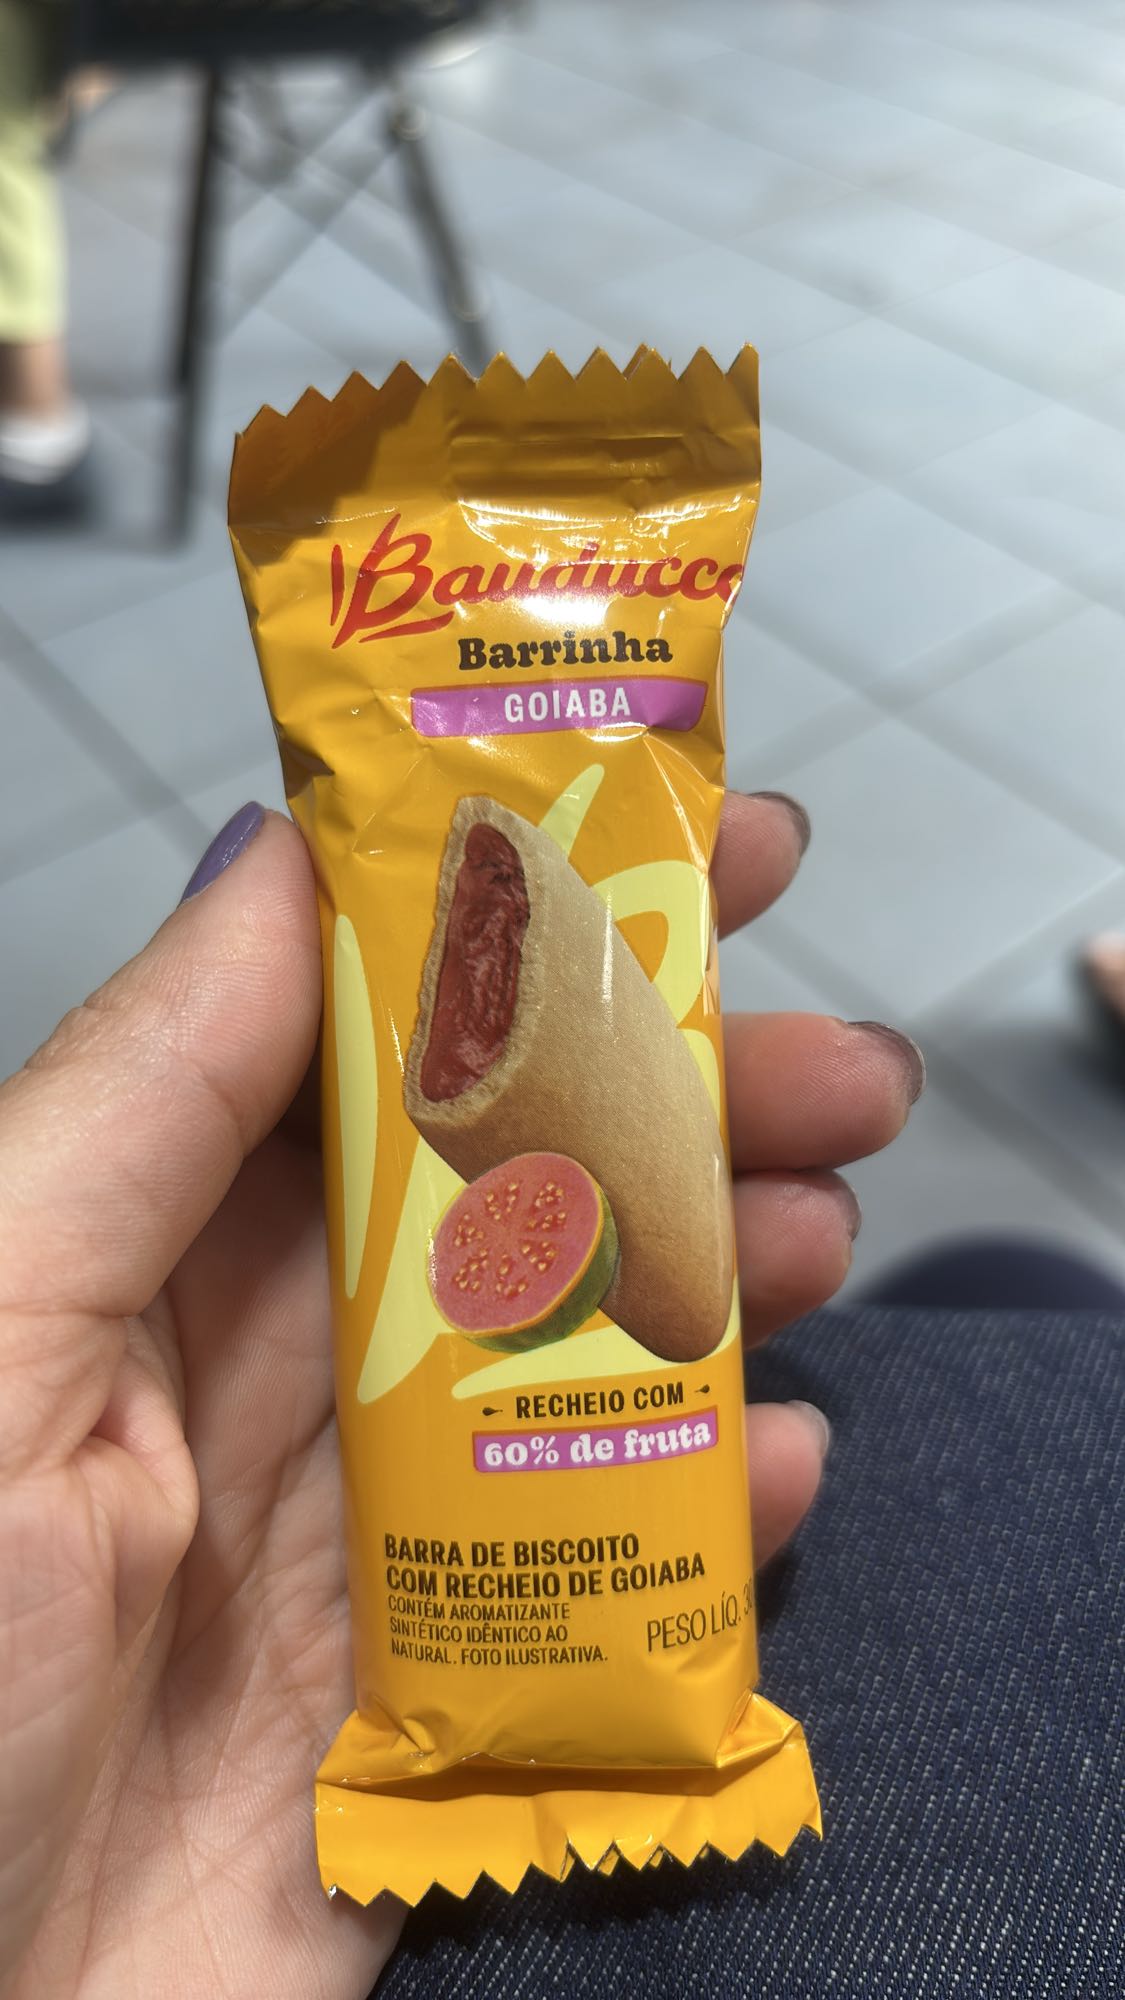 Bauducco
Barrinha
GOIABA
RECHEIO COM
60% de fruta
BARRA DE BISCOITO
COM RECHEIO DE GOIABA
CONTÉM AROMATIZANTE
SINTÉTICO IDÊNTICO AO
NATURAL. FOTO ILUSTRATIVA.
PESO LÍQ. 30